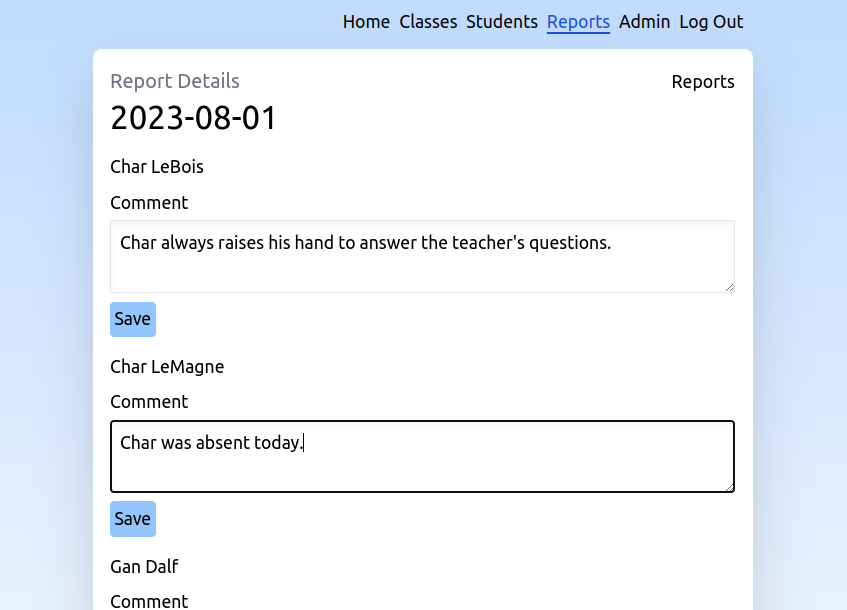 Home Classes Students Reports Admin Log Out
Report Details Reports
2023-08-01
Char LeBois
Comment
Char always raises his hand to answer the teacher's questions.
Save
Char LeMagne
Comment
Char was absent today.
Save
Gan Dalf
Comment